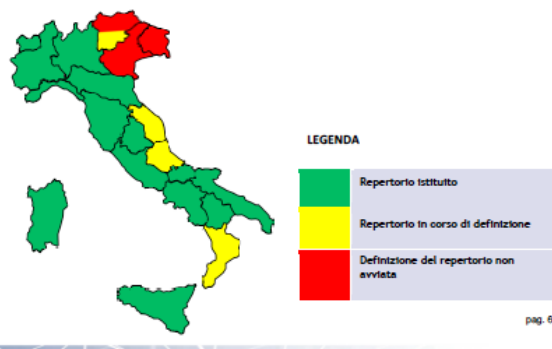 LEGENDA
Repertorio istituito
Repertorio in corso di definizione
Definizione del repertorio non
avviata
pag. 6